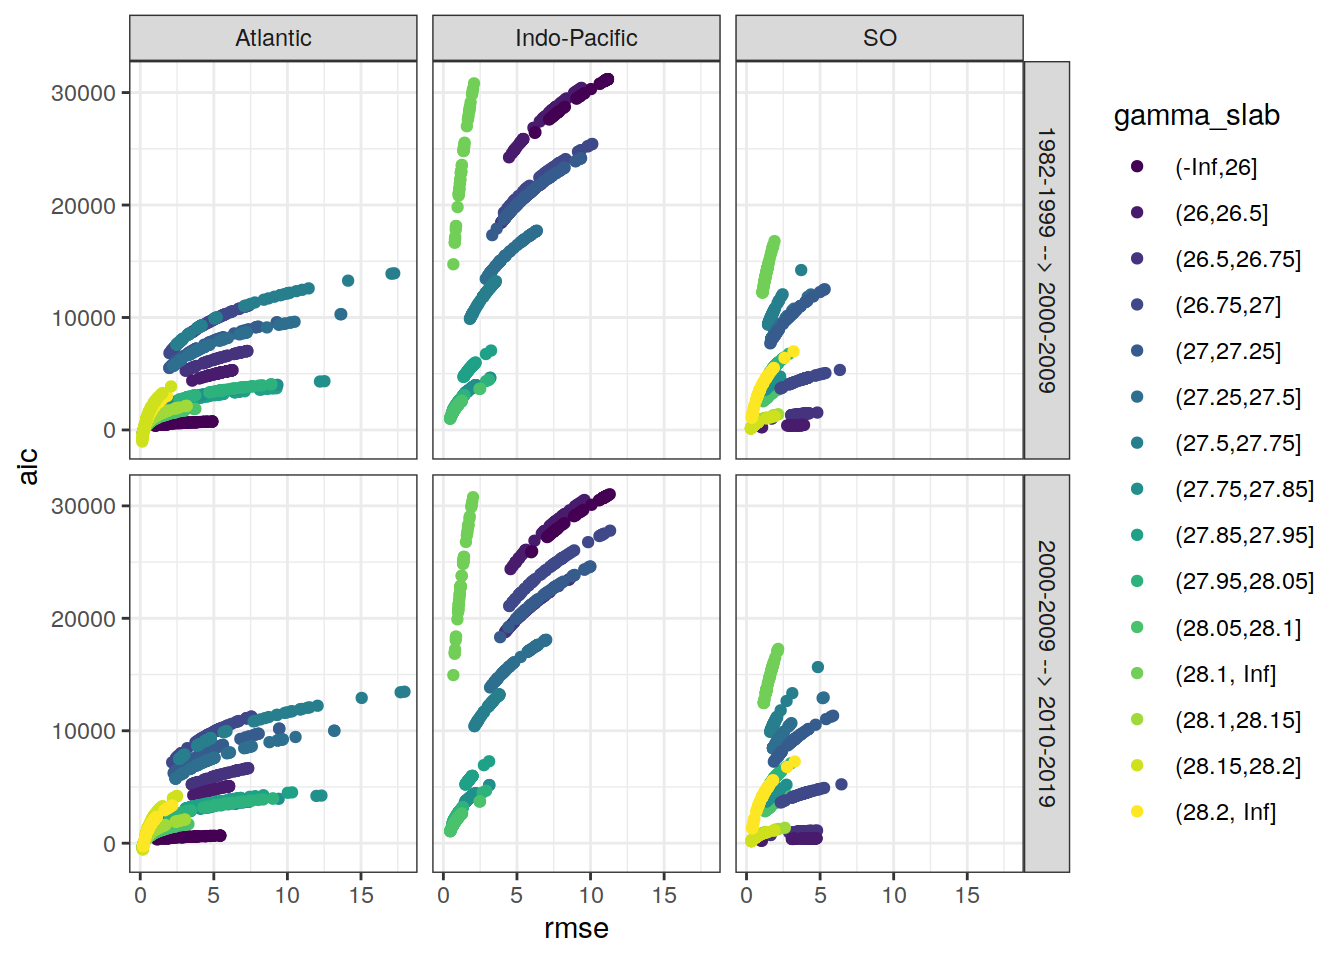 Atlantic Indo-Pacific SO
30000
20000
10000
0
1982-1999 --> 2000-2009
30000
20000
10000
0
2000-2009 --> 2010-2019
0 5 10 15 0 5 10 15 0 5 10 15
rmse
aic
gamma_slab
(-Inf,26]
(26,26.5]
(26.5,26.75]
(26.75,27]
(27,27.25]
(27.25,27.5]
(27.5,27.75]
(27.75,27.85]
(27.85,27.95]
(27.95,28.05]
(28.05,28.1]
(28.1, Inf]
(28.1,28.15]
(28.15,28.2]
(28.2, Inf]